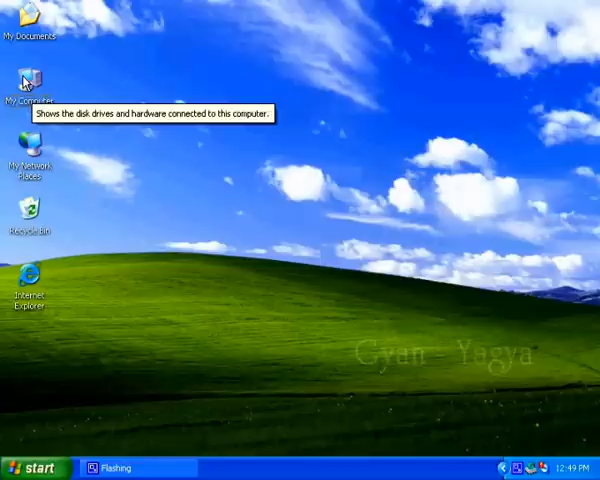 My Documents
My Computer
Shows the disk drives and hardware connected to this computer.
My Network
Places
Recycle Bin
Internet
Explorer
Gyan Yagya
start
Flashing
12:49 PM